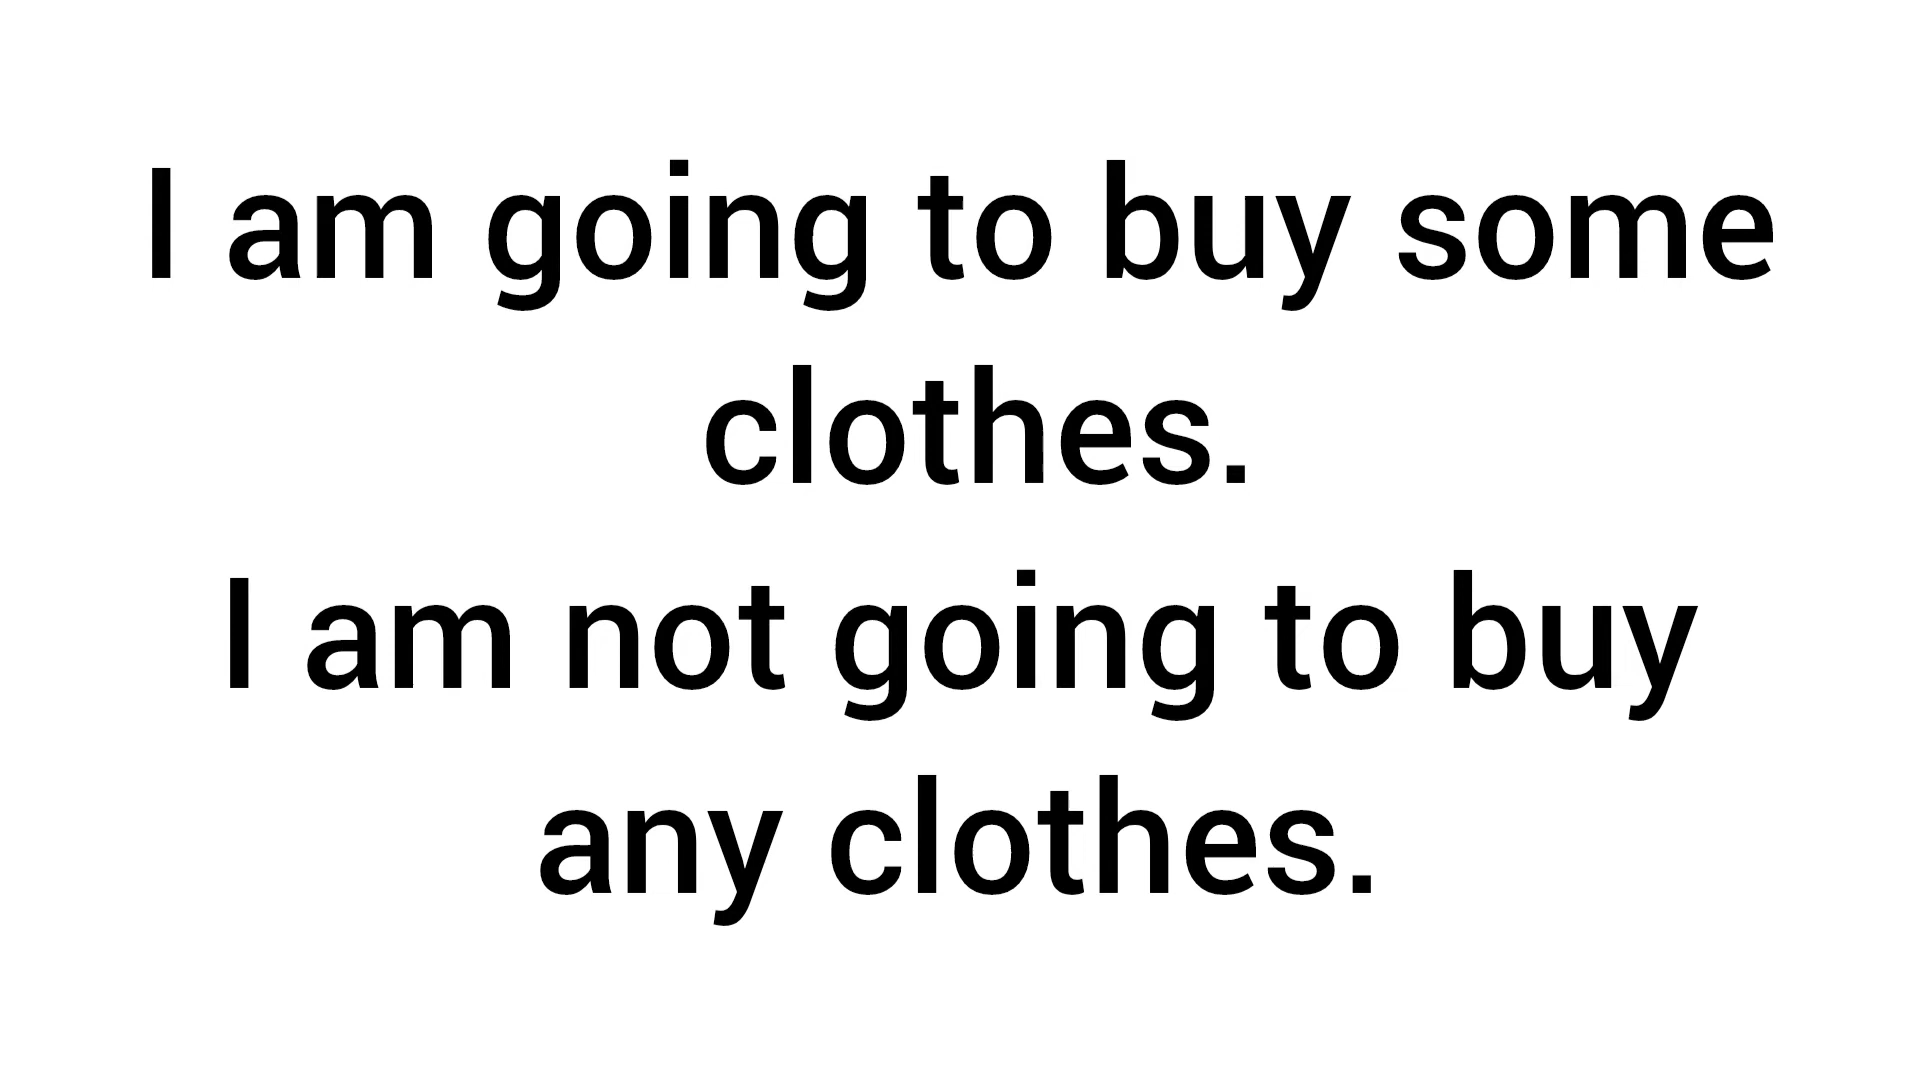 I am going to buy some
clothes.
I am not going to buy
any clothes.